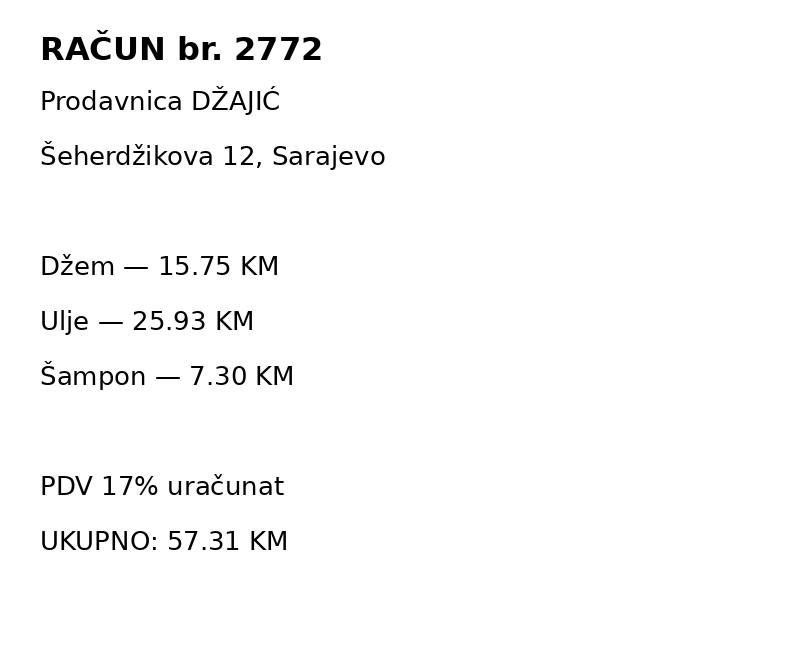 RAČUN br. 2772
Prodavnica DŽAJIĆ
Šeherdžikova 12, Sarajevo
Džem — 15.75 KM
Ulje — 25.93 KM
Šampon — 7.30 KM
PDV 17% uračunat
UKUPNO: 57.31 KM